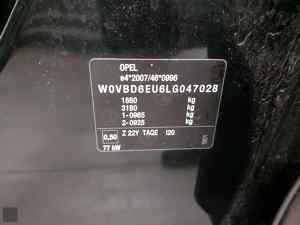 OPEL
e4*2007/46*0996
W0VBD6EU6LG047028
1880 kg
3180 kg
1-0985 kg
2-0925 kg
0,50 Z 22Y TAQE 120
77 kW